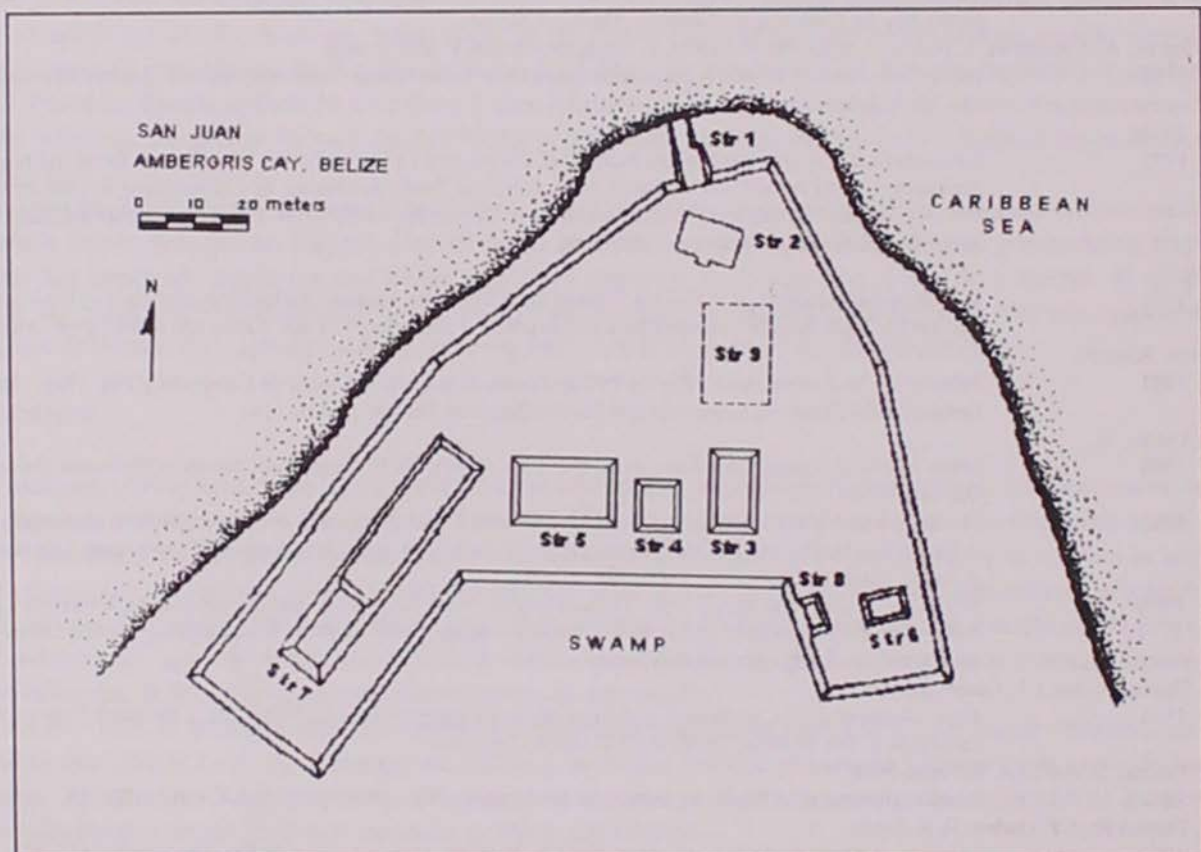 SAN JUAN
AMBERGRIS CAY, BELIZE
0 10 20 meters
N
Str 1
CARIBBEAN
SEA
Str 2
Str 9
Str 5
Str 4
Str 3
Str 8
Str 6
SWAMP
Str 7